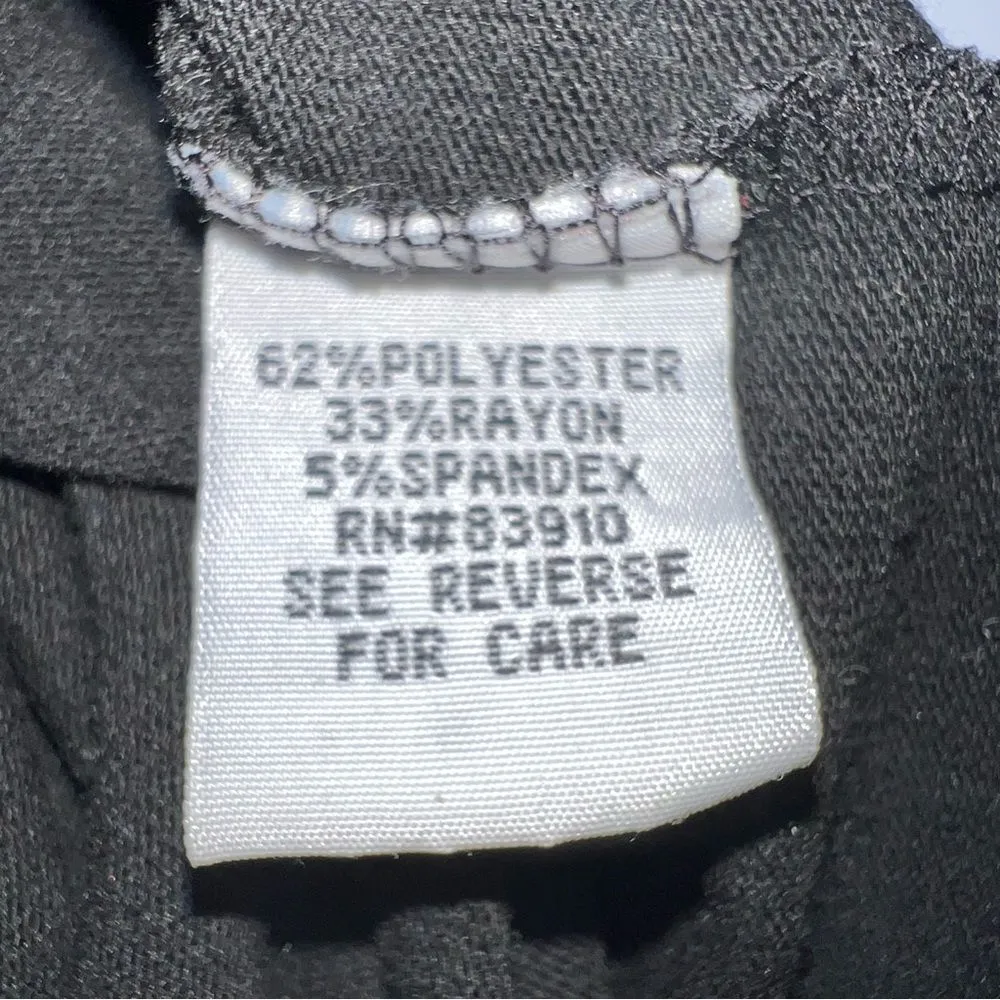 62%POLYESTER
33%RAYON
5%SPANDEX
RN#83910
SEE REVERSE
FOR CARE